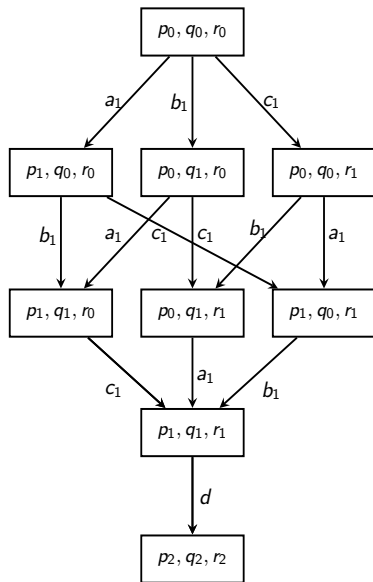 p₀, q₀, r₀
a₁ b₁ c₁
p₁, q₀, r₀ p₀, q₁, r₀ p₀, q₀, r₁
b₁ a₁ c₁ c₁ b₁ a₁
p₁, q₁, r₀ p₀, q₁, r₁ p₁, q₀, r₁
c₁ a₁ b₁
p₁, q₁, r₁
d
p₂, q₂, r₂